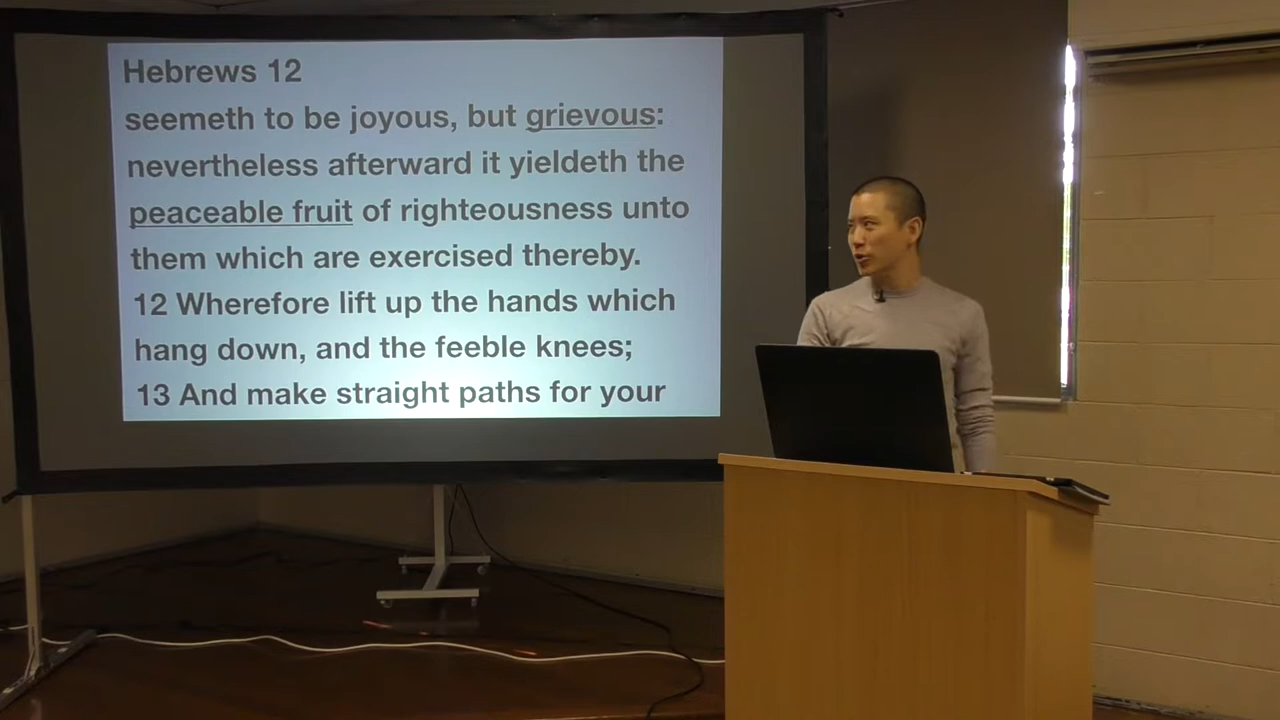 Hebrews 12
seemeth to be joyous, but grievous:
nevertheless afterward it yieldeth the
peaceable fruit of righteousness unto
them which are exercised thereby.
12 Wherefore lift up the hands which
hang down, and the feeble knees;
13 And make straight paths for your